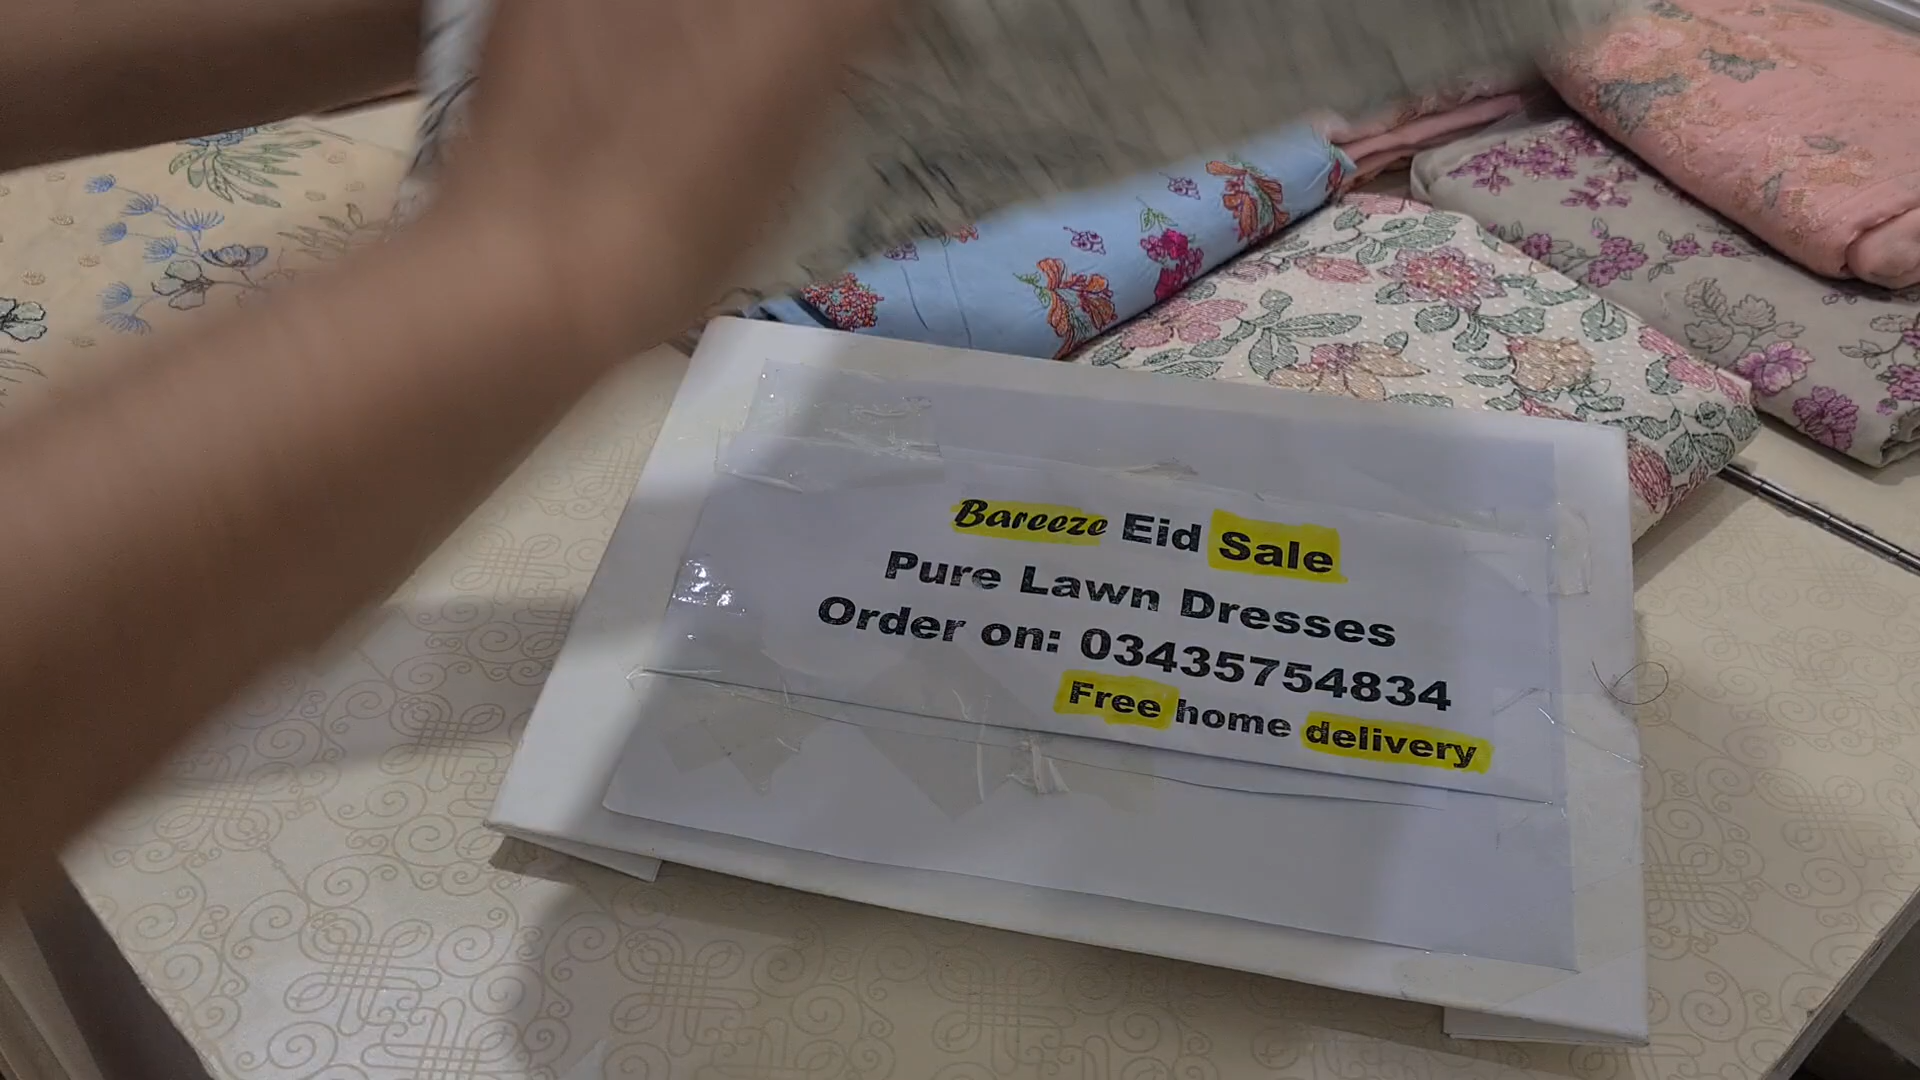 Bareeze Eid Sale
Pure Lawn Dresses
Order on: 03435754834
Free home delivery